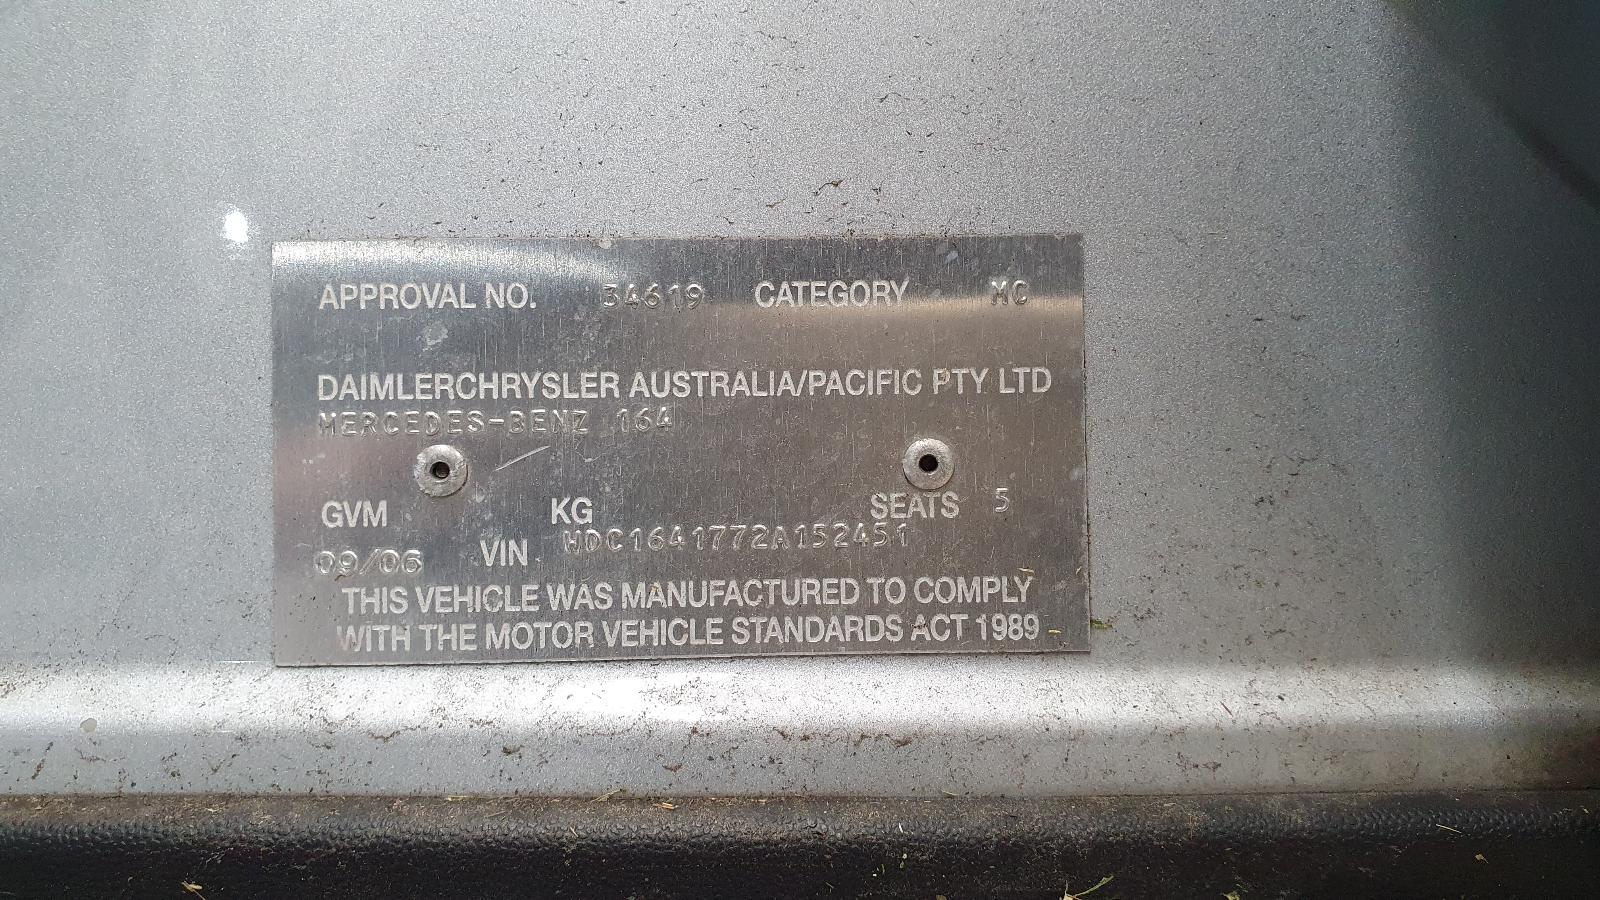 APPROVAL NO. 34619 CATEGORY MC
DAIMLERCHRYSLER AUSTRALIA/PACIFIC PTY LTD
MERCEDES-BENZ 164
GVM KG SEATS 5
09/06 VIN WDC1641772A152451
THIS VEHICLE WAS MANUFACTURED TO COMPLY
WITH THE MOTOR VEHICLE STANDARDS ACT 1989